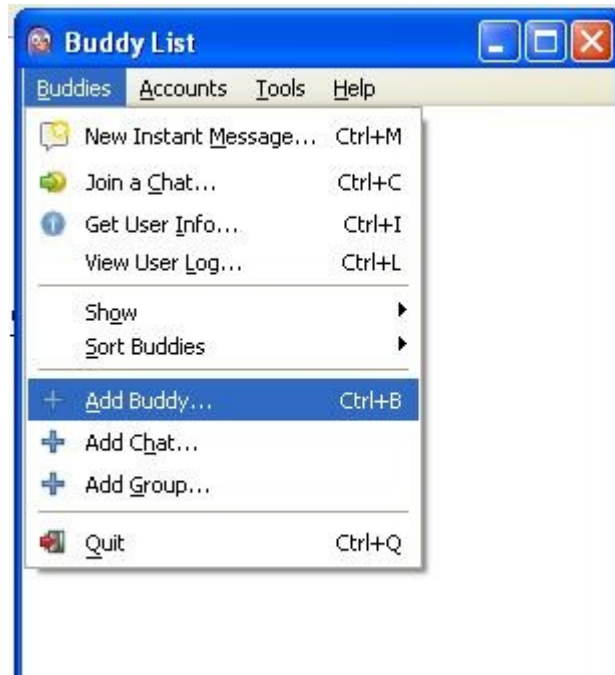 Buddy List
Buddies Accounts Tools Help
New Instant Message... Ctrl+M
Join a Chat... Ctrl+C
Get User Info... Ctrl+I
View User Log... Ctrl+L
Show
Sort Buddies
Add Buddy... Ctrl+B
Add Chat...
Add Group...
Quit Ctrl+Q